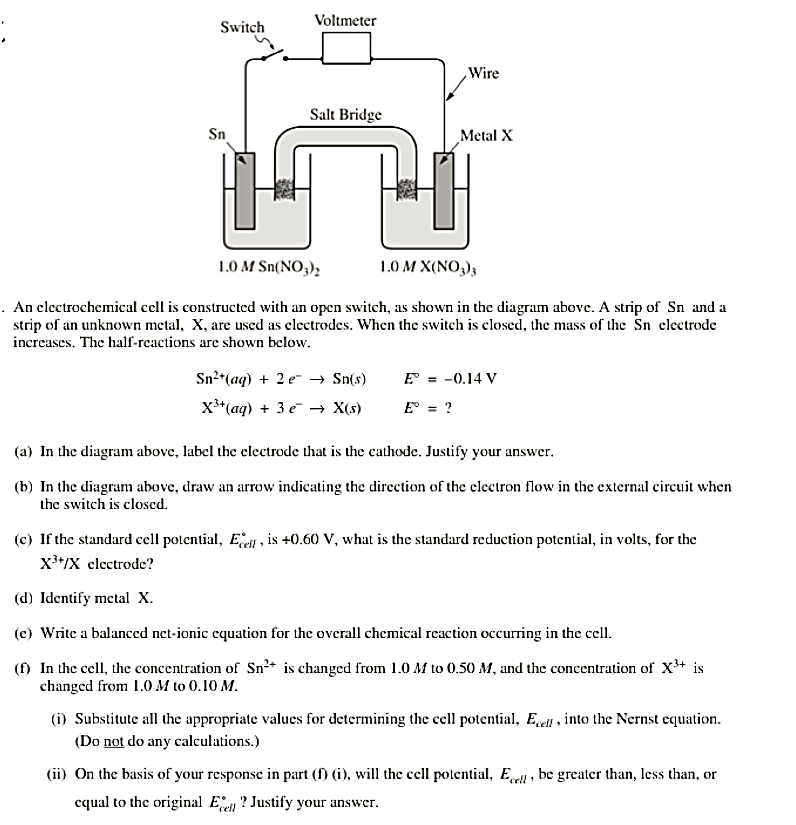 Switch
Voltmeter
Wire
Salt Bridge
Sn
Metal X
1.0 M Sn(NO₃)₂
1.0 M X(NO₃)₃
. An electrochemical cell is constructed with an open switch, as shown in the diagram above. A strip of Sn and a
strip of an unknown metal, X, are used as electrodes. When the switch is closed, the mass of the Sn electrode
increases. The half-reactions are shown below.
Sn²⁺(aq) + 2 e⁻ → Sn(s) E° = −0.14 V
X³⁺(aq) + 3 e⁻ → X(s) E° = ?
(a) In the diagram above, label the electrode that is the cathode. Justify your answer.
(b) In the diagram above, draw an arrow indicating the direction of the electron flow in the external circuit when
the switch is closed.
(c) If the standard cell potential, E°cell , is +0.60 V, what is the standard reduction potential, in volts, for the
X³⁺/X electrode?
(d) Identify metal X.
(e) Write a balanced net-ionic equation for the overall chemical reaction occurring in the cell.
(f) In the cell, the concentration of Sn²⁺ is changed from 1.0 M to 0.50 M, and the concentration of X³⁺ is
changed from 1.0 M to 0.10 M.
(i) Substitute all the appropriate values for determining the cell potential, Ecell , into the Nernst equation.
(Do not do any calculations.)
(ii) On the basis of your response in part (f) (i), will the cell potential, Ecell , be greater than, less than, or
equal to the original E°cell ? Justify your answer.